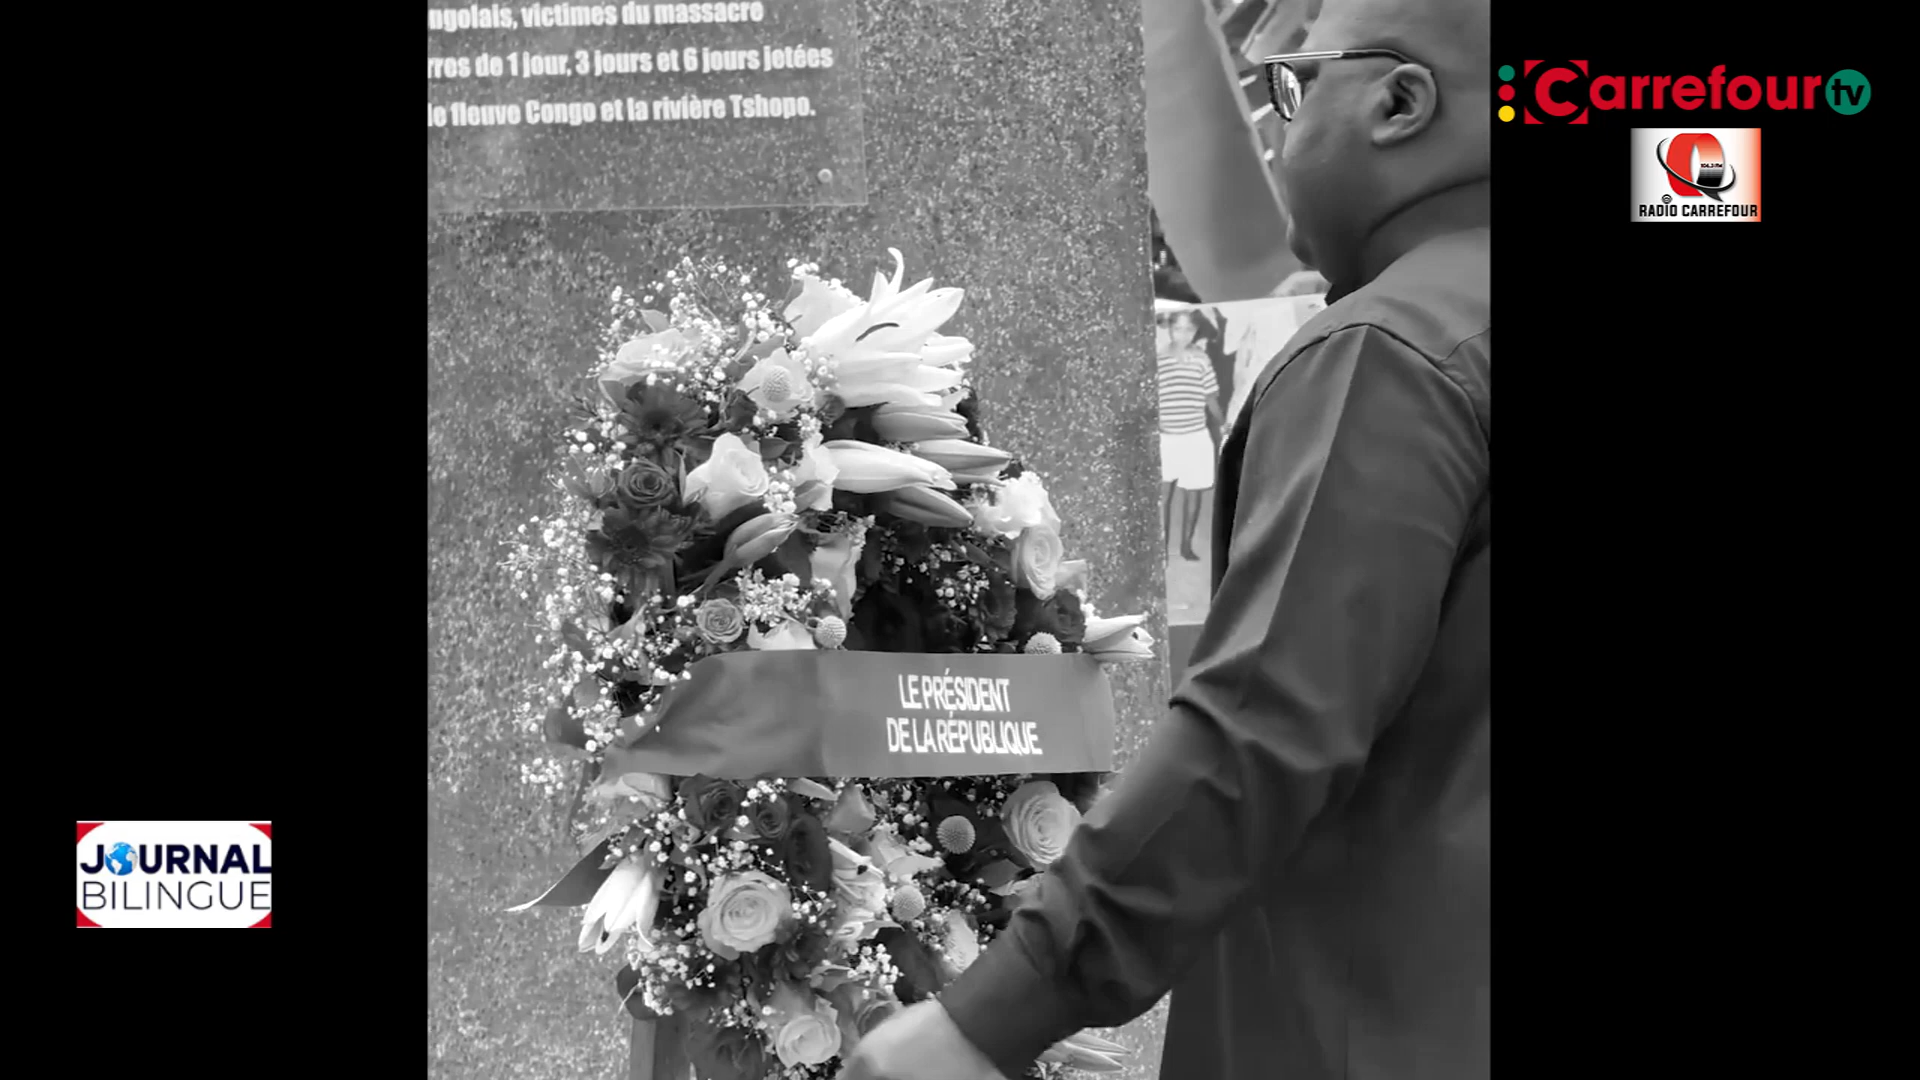 ngolais, victimes du massacre
rres de 1 jour, 3 jours et 6 jours jetées
le fleuve Congo et la rivière Tshopo.
Carrefour tv
RADIO CARREFOUR
LE PRÉSIDENT
DE LA RÉPUBLIQUE
JOURNAL
BILINGUE